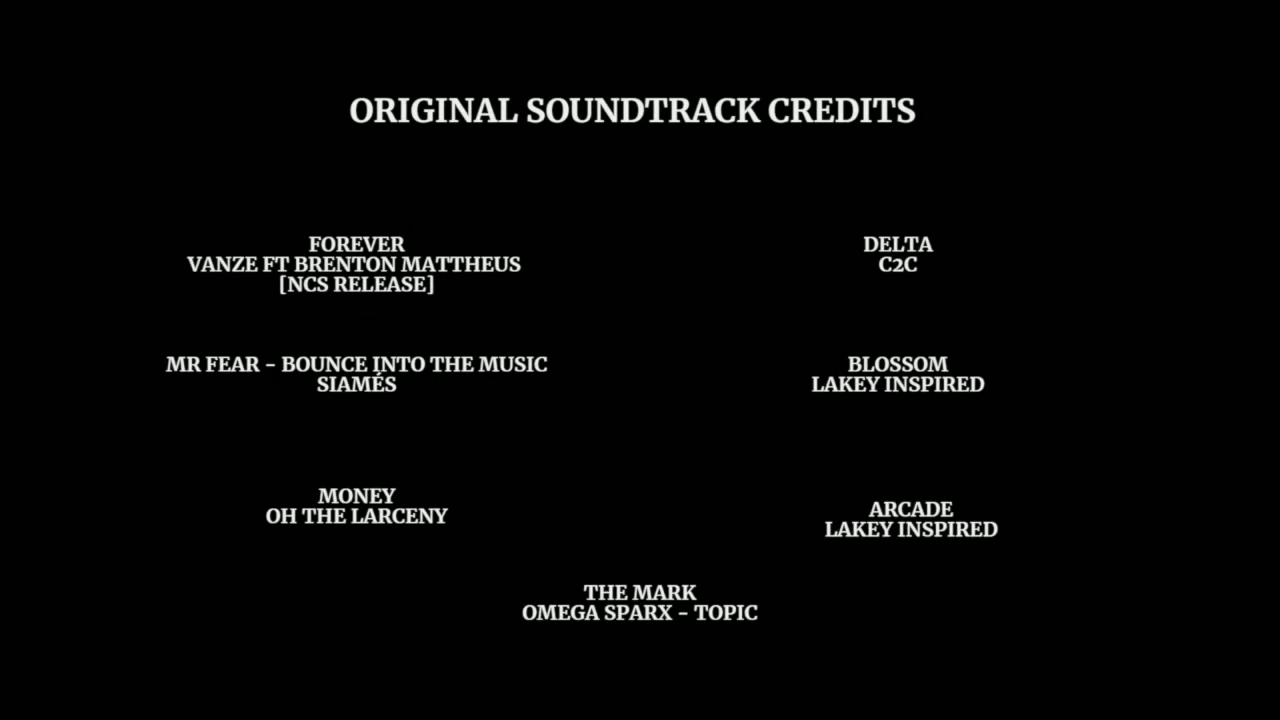 ORIGINAL SOUNDTRACK CREDITS
FOREVER
VANZE FT BRENTON MATTHEUS
[NCS RELEASE]
DELTA
C2C
MR FEAR - BOUNCE INTO THE MUSIC
SIAMÉS
BLOSSOM
LAKEY INSPIRED
MONEY
OH THE LARCENY
ARCADE
LAKEY INSPIRED
THE MARK
OMEGA SPARX - TOPIC